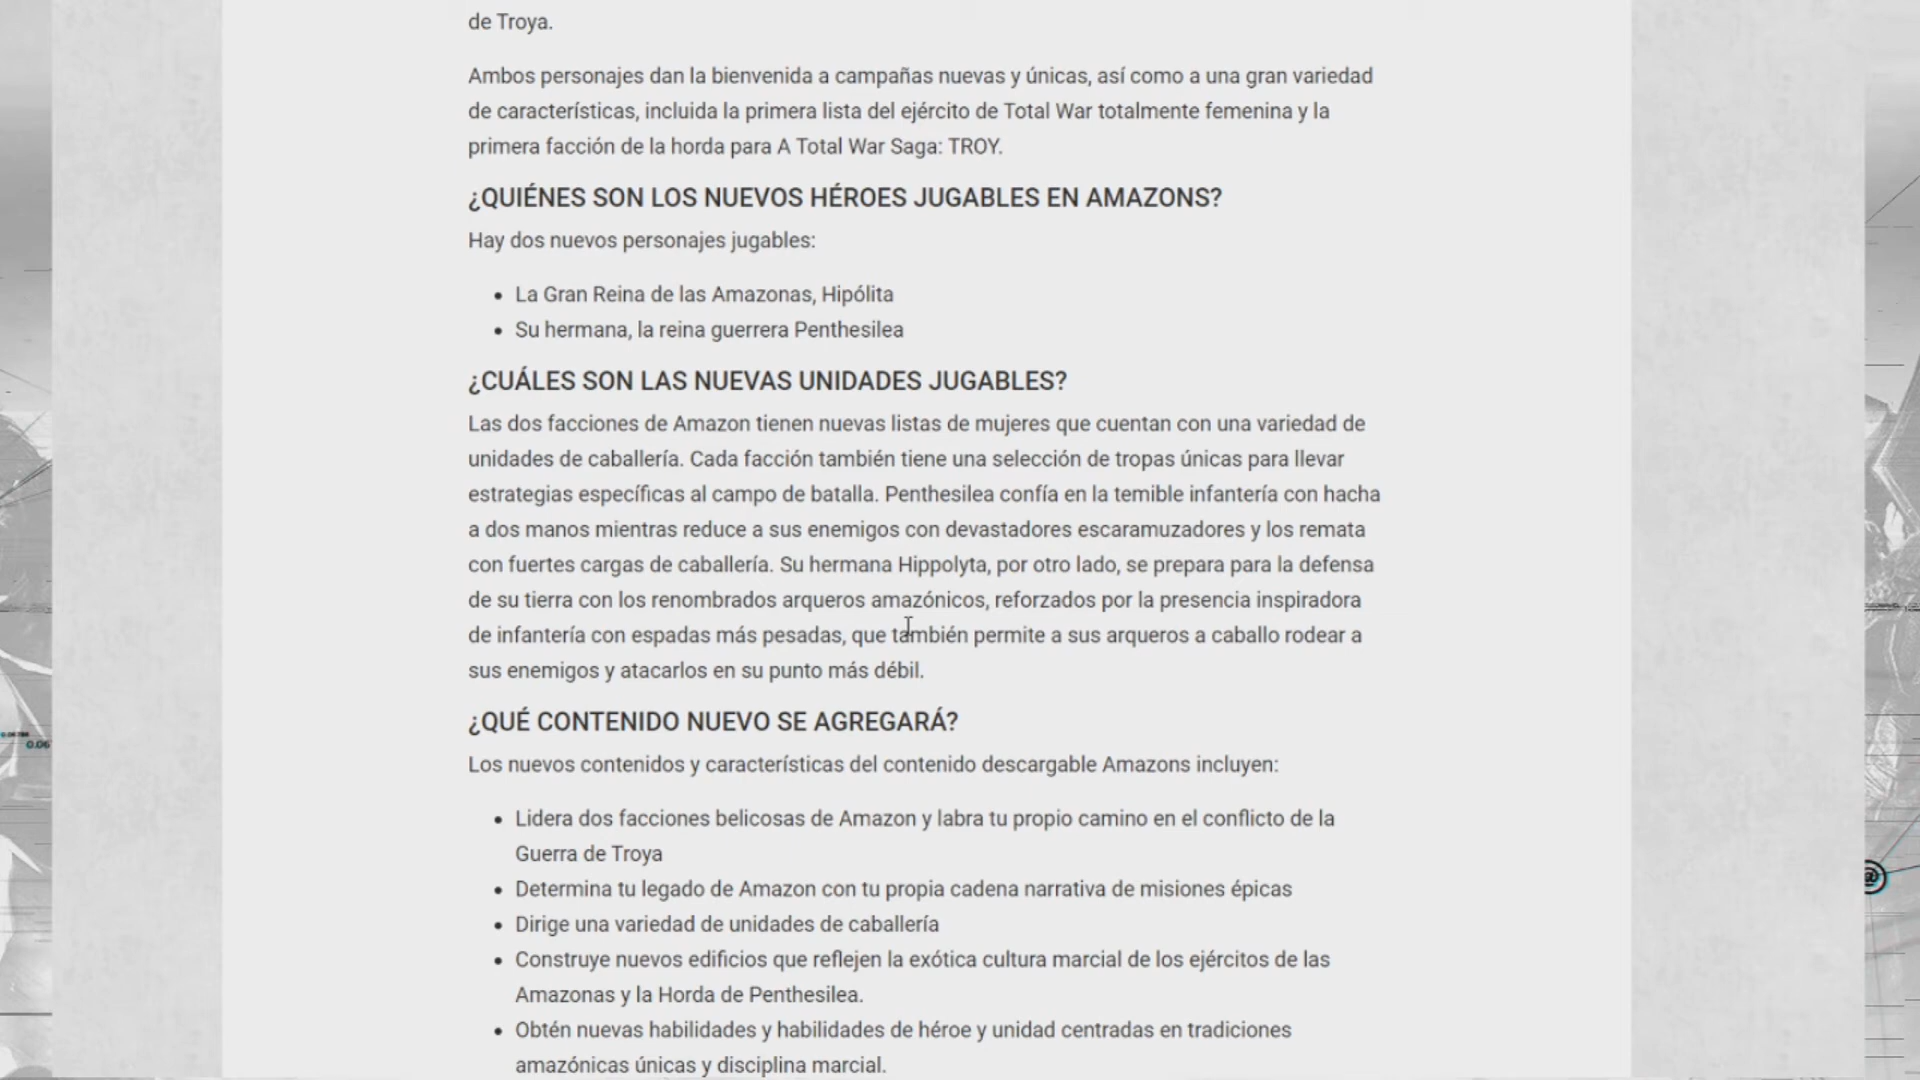 de Troya.
Ambos personajes dan la bienvenida a campañas nuevas y únicas, así como a una gran variedad
de características, incluida la primera lista del ejército de Total War totalmente femenina y la
primera facción de la horda para A Total War Saga: TROY.
¿QUIÉNES SON LOS NUEVOS HÉROES JUGABLES EN AMAZONS?
Hay dos nuevos personajes jugables:
• La Gran Reina de las Amazonas, Hipólita
• Su hermana, la reina guerrera Penthesilea
¿CUÁLES SON LAS NUEVAS UNIDADES JUGABLES?
Las dos facciones de Amazon tienen nuevas listas de mujeres que cuentan con una variedad de
unidades de caballería. Cada facción también tiene una selección de tropas únicas para llevar
estrategias específicas al campo de batalla. Penthesilea confía en la temible infantería con hacha
a dos manos mientras reduce a sus enemigos con devastadores escaramuzadores y los remata
con fuertes cargas de caballería. Su hermana Hippolyta, por otro lado, se prepara para la defensa
de su tierra con los renombrados arqueros amazónicos, reforzados por la presencia inspiradora
de infantería con espadas más pesadas, que también permite a sus arqueros a caballo rodear a
sus enemigos y atacarlos en su punto más débil.
¿QUÉ CONTENIDO NUEVO SE AGREGARÁ?
Los nuevos contenidos y características del contenido descargable Amazons incluyen:
• Lidera dos facciones belicosas de Amazon y labra tu propio camino en el conflicto de la
Guerra de Troya
• Determina tu legado de Amazon con tu propia cadena narrativa de misiones épicas
• Dirige una variedad de unidades de caballería
• Construye nuevos edificios que reflejen la exótica cultura marcial de los ejércitos de las
Amazonas y la Horda de Penthesilea.
• Obtén nuevas habilidades y habilidades de héroe y unidad centradas en tradiciones
amazónicas únicas y disciplina marcial.
0.06
@